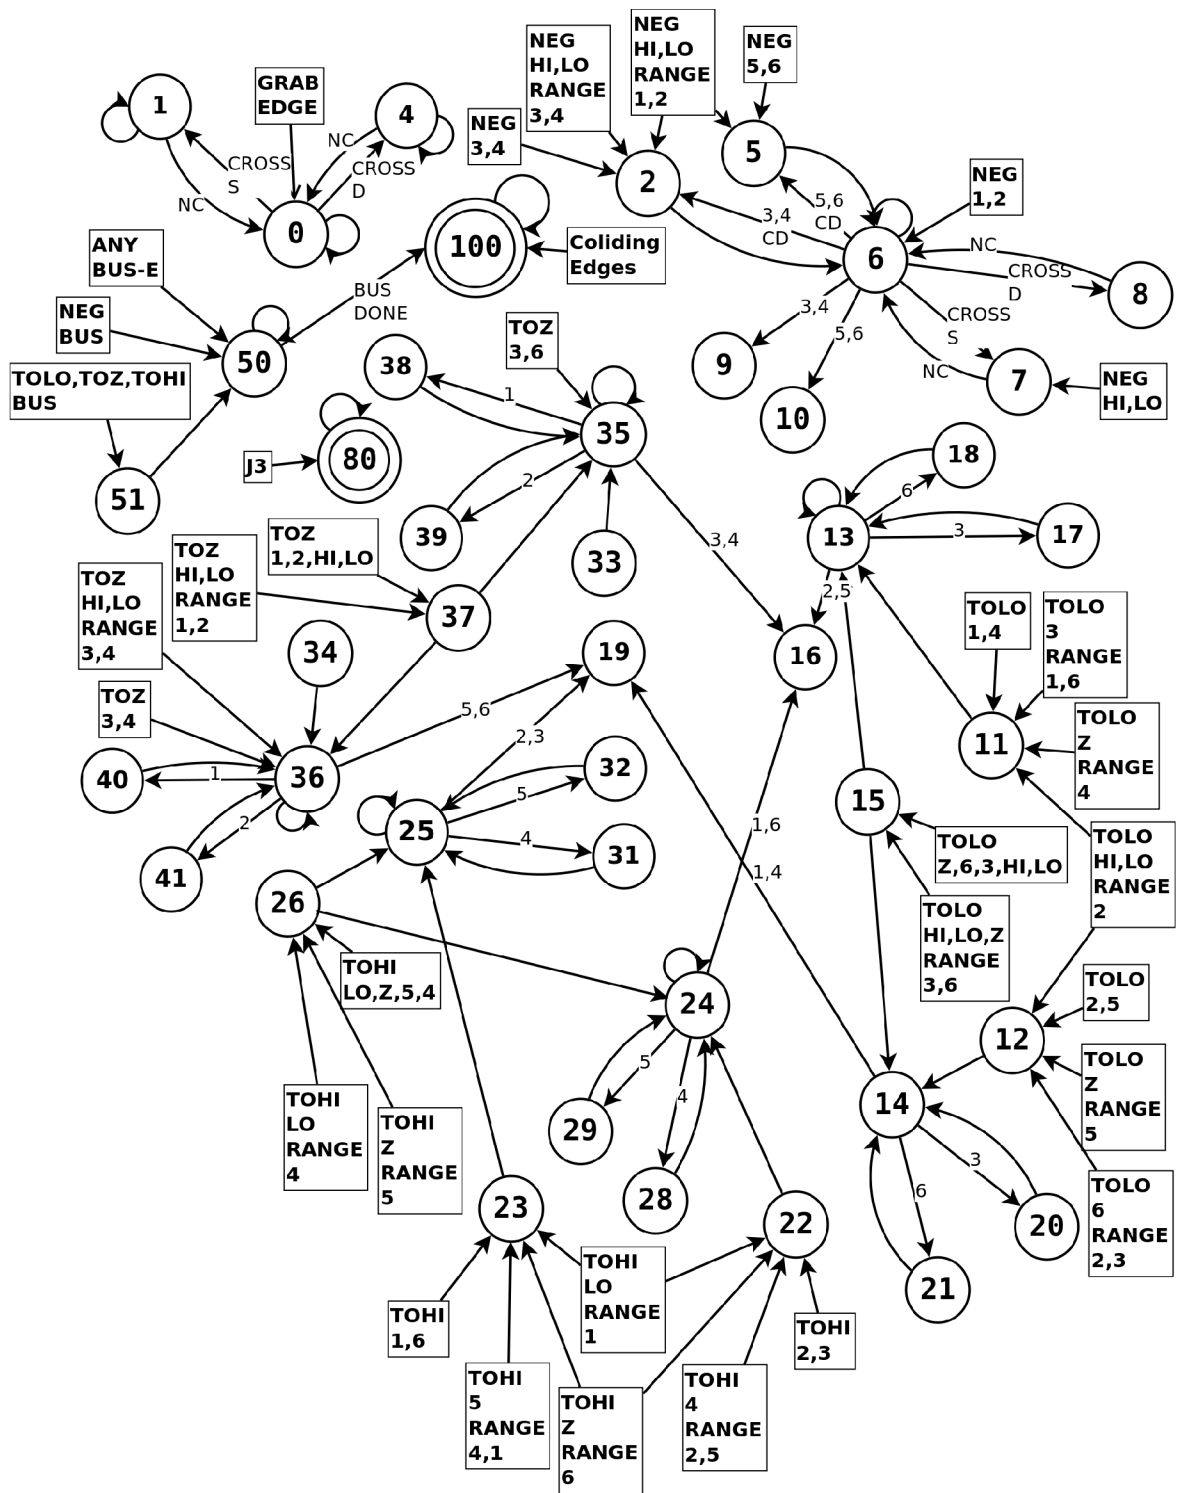 NEG
HI,LO
RANGE
1,2
NEG
HI,LO
RANGE
3,4
NEG
5,6
GRAB
EDGE
1
4
NEG
3,4
NC
CROSS
D
CROSS
S
NC
0
5
2
NEG
1,2
5,6
CD
3,4
CD
6
NC
CROSS
D
8
100
Coliding
Edges
ANY
BUS-E
NEG
BUS
BUS
DONE
50
TOLO,TOZ,TOHI
BUS
51
3,4
9
5,6
10
CROSS
S
NC
7
NEG
HI,LO
TOZ
3,6
38
1
35
J3
80
2
39
33
3,4
18
6
13
3
17
2,5
16
TOZ
1,2,HI,LO
TOZ
HI,LO
RANGE
1,2
TOZ
HI,LO
RANGE
3,4
37
34
19
TOZ
3,4
5,6
2,3
40
1
36
2
41
32
5
25
4
31
26
TOLO
1,4
TOLO
3
RANGE
1,6
11
TOLO
Z
RANGE
4
15
TOLO
Z,6,3,HI,LO
TOLO
HI,LO
RANGE
2
1,6
1,4
TOLO
HI,LO,Z
RANGE
3,6
TOHI
LO,Z,5,4
24
TOLO
2,5
12
TOLO
Z
RANGE
5
5
4
29
28
14
3
6
20
21
TOLO
6
RANGE
2,3
TOHI
LO
RANGE
4
TOHI
Z
RANGE
5
23
22
TOHI
LO
RANGE
1
TOHI
1,6
TOHI
2,3
TOHI
5
RANGE
4,1
TOHI
Z
RANGE
6
TOHI
4
RANGE
2,5